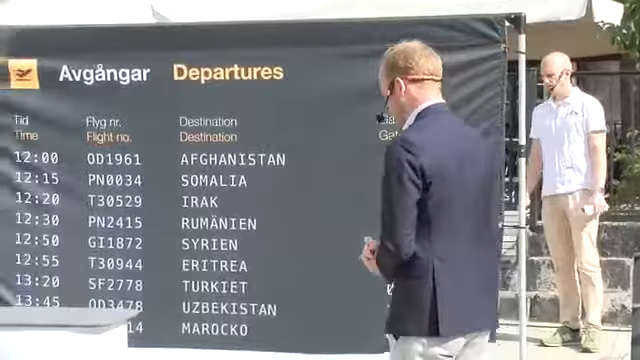 Avgångar Departures
Tid Flyg nr. Destination
Time Flight no. Destination
12:00 OD1961 AFGHANISTAN
12:15 PN0034 SOMALIA
12:20 T30529 IRAK
12:30 PN2415 RUMÄNIEN
12:50 GI1872 SYRIEN
12:55 T30944 ERITREA
13:20 SF2778 TURKIET
13:45 OD3478 UZBEKISTAN
14 MAROCKO